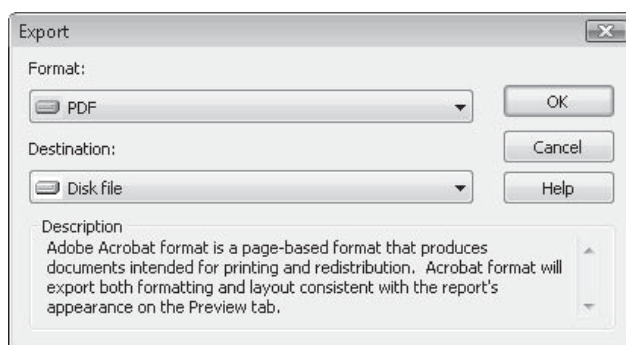 Export
Format:
PDF
OK
Destination:
Cancel
Disk file
Help
Description
Adobe Acrobat format is a page-based format that produces
documents intended for printing and redistribution. Acrobat format will
export both formatting and layout consistent with the report's
appearance on the Preview tab.